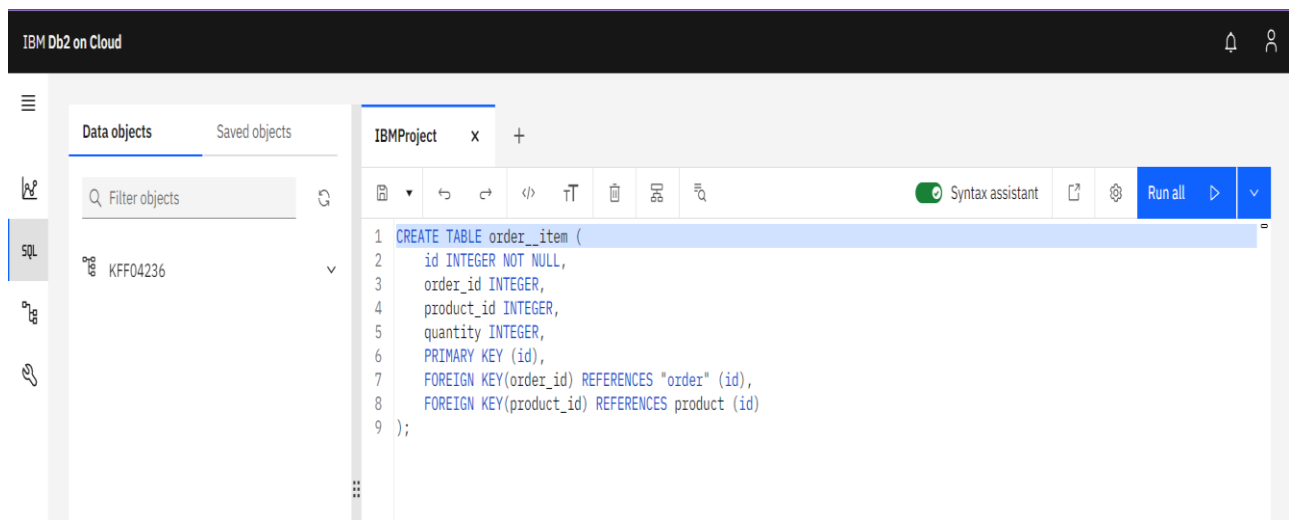 IBM Db2 on Cloud
Data objects Saved objects
IBMProject x +
Filter objects
Syntax assistant
Run all
SQL
KFF04236
1 CREATE TABLE order__item (
2 id INTEGER NOT NULL,
3 order_id INTEGER,
4 product_id INTEGER,
5 quantity INTEGER,
6 PRIMARY KEY (id),
7 FOREIGN KEY(order_id) REFERENCES "order" (id),
8 FOREIGN KEY(product_id) REFERENCES product (id)
9 );